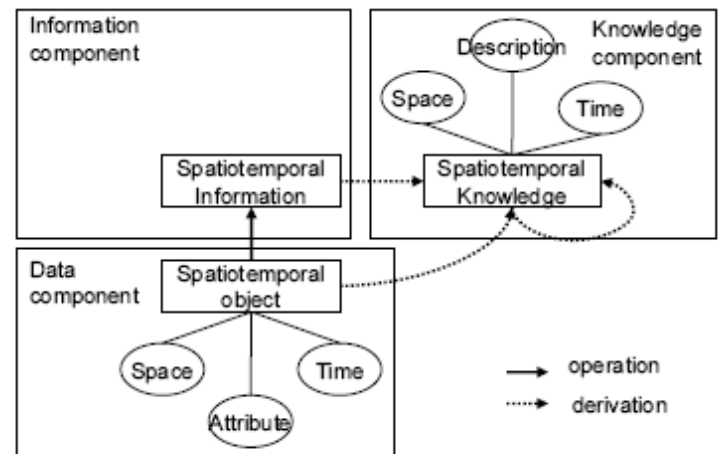 Information
component
Spatiotemporal
Information
Knowledge
component
Description
Space
Time
Spatiotemporal
Knowledge
Data
component
Spatiotemporal
object
Space
Time
Attribute
operation
derivation